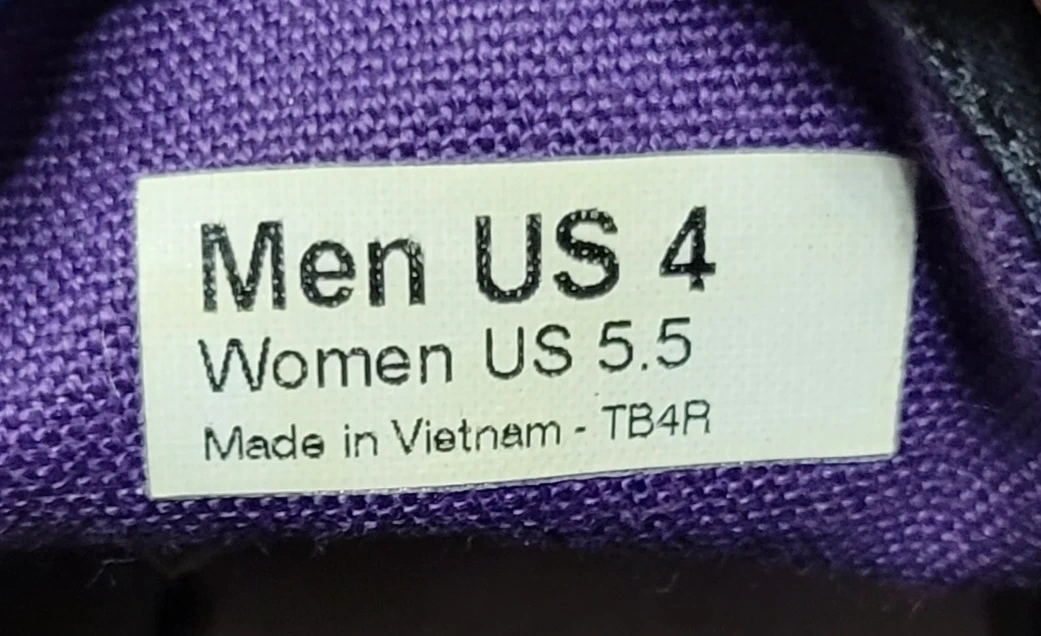 Men US 4
Women US 5.5
Made in Vietnam - TB4R